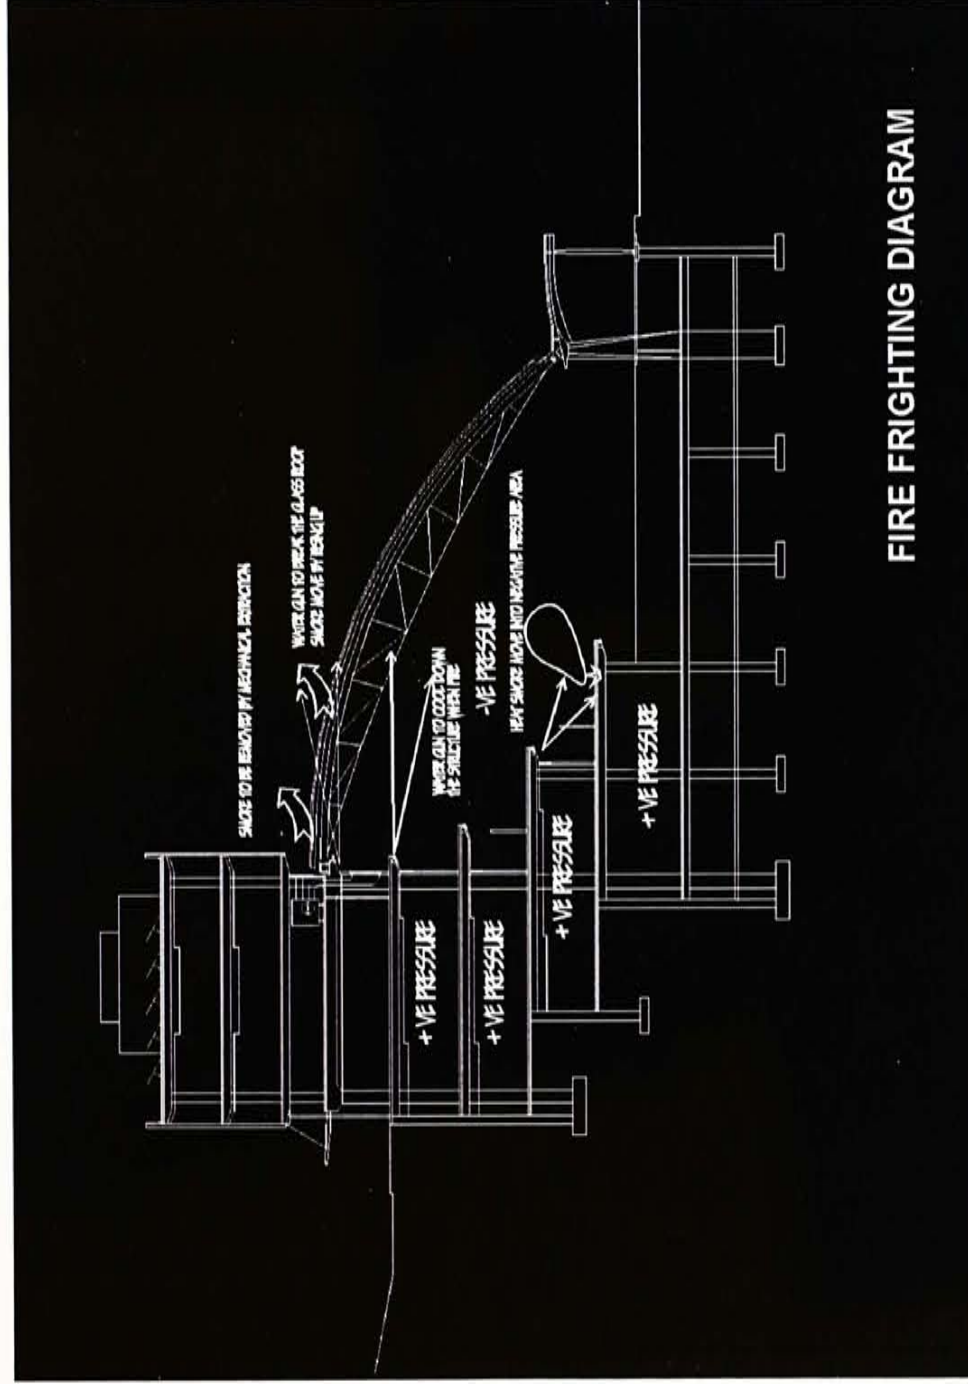 SMOKE TO BE REMOVED BY MECHANICAL EXTRACTION
WATER GUN TO BREAK THE GLASS ROOF
SMOKE MOVE BY RISING UP
WATER GUN TO COOL DOWN
THE STRUCTURE WHEN FIRE
-VE PRESSURE
HEAT SMOKE MOVE INTO NEGATIVE PRESSURE AREA
+ VE PRESSURE
+ VE PRESSURE
+ VE PRESSURE
+ VE PRESSURE
FIRE FRIGHTING DIAGRAM